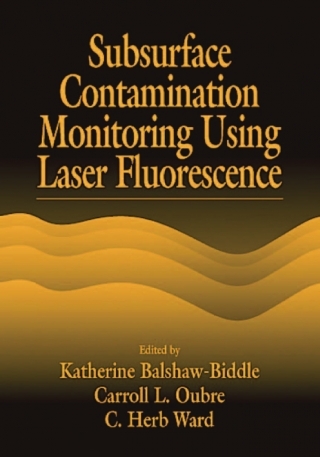 Subsurface
Contamination
Monitoring Using
Laser Fluorescence
Edited by
Katherine Balshaw-Biddle
Carroll L. Oubre
C. Herb Ward